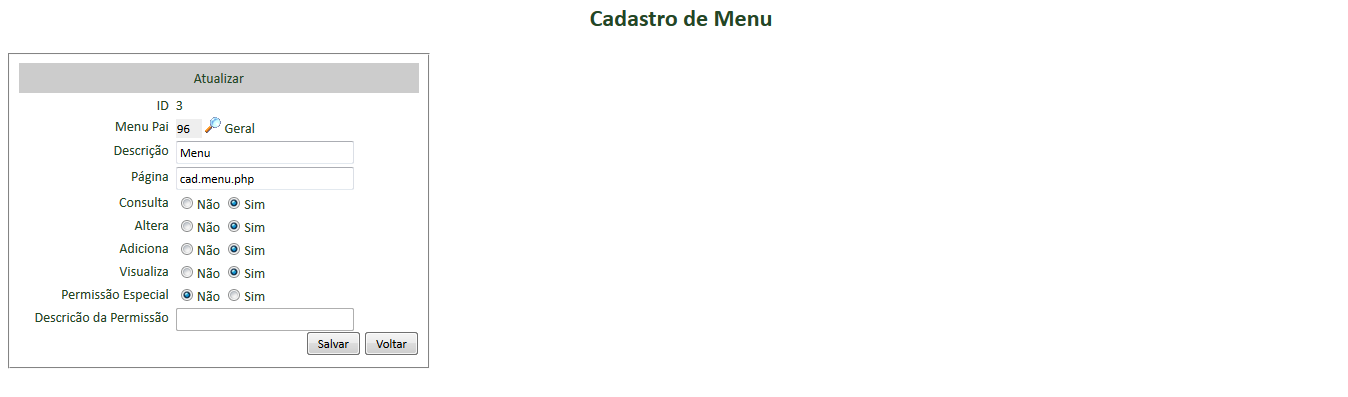 Cadastro de Menu
Atualizar
ID 3
Menu Pai 96 Geral
Descrição Menu
Página cad.menu.php
Consulta Não Sim
Altera Não Sim
Adiciona Não Sim
Visualiza Não Sim
Permissão Especial Não Sim
Descricão da Permissão
Salvar Voltar